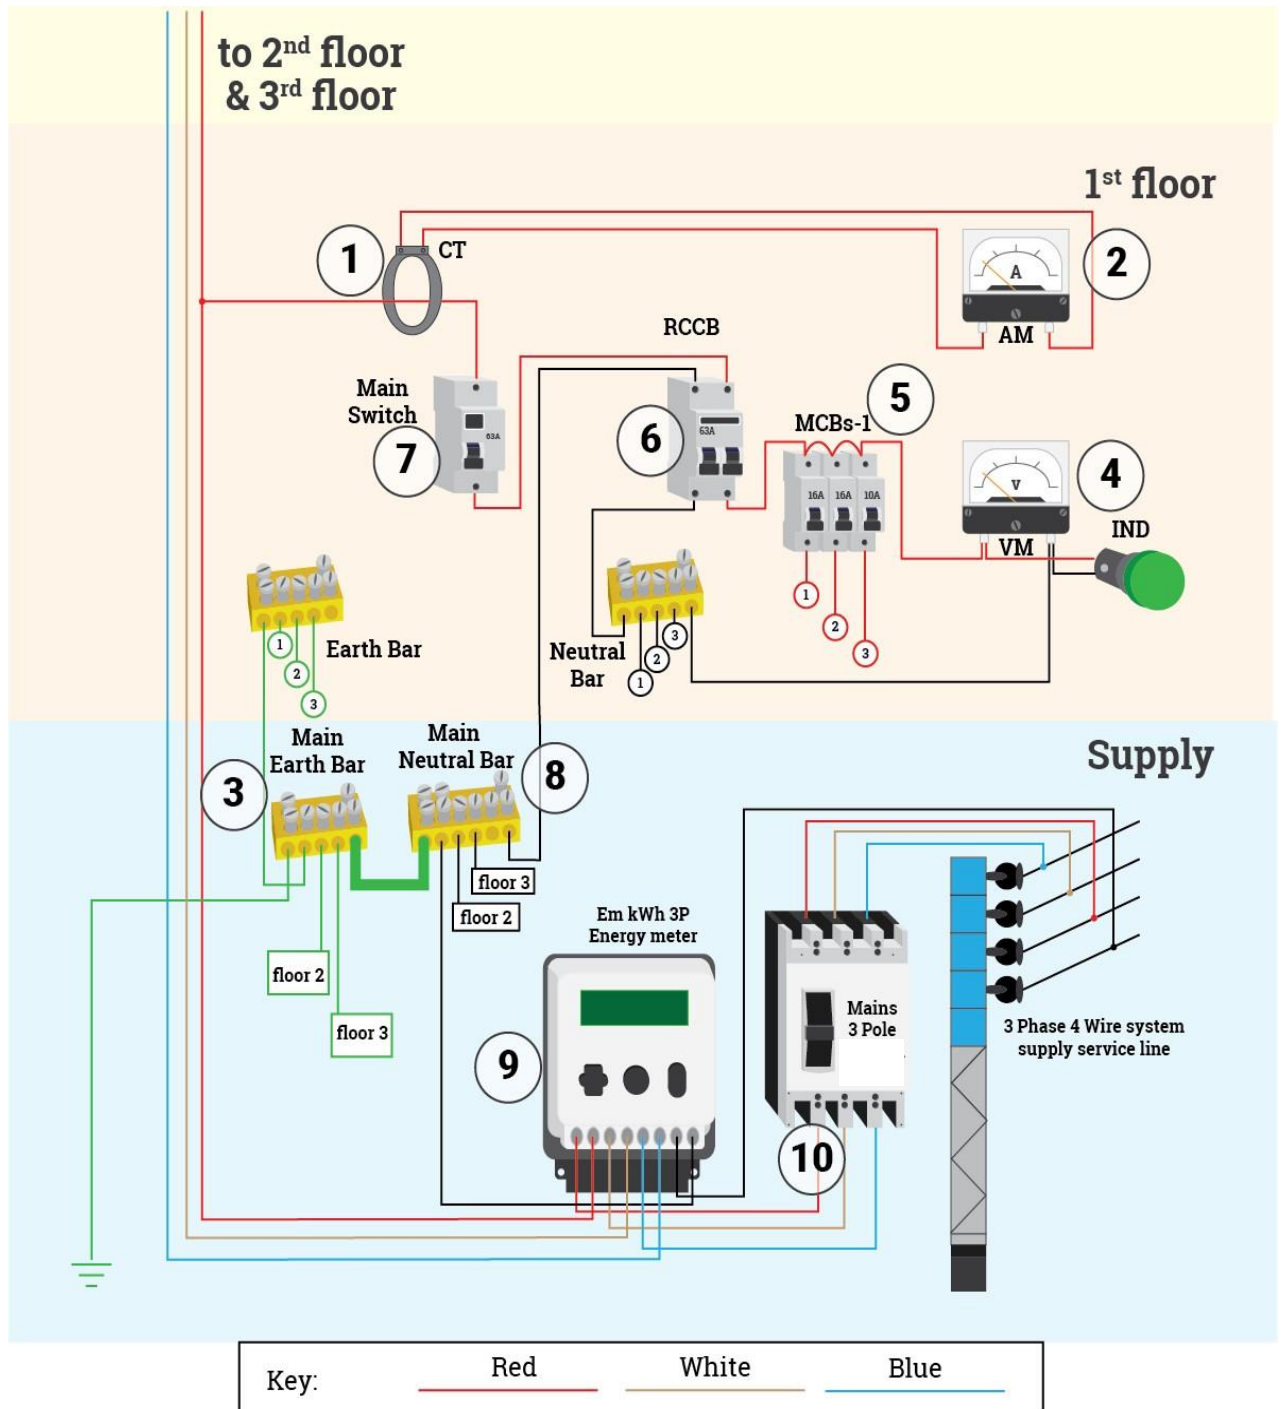 to 2nd floor
& 3rd floor
1st floor
1
CT
2
A
AM
RCCB
Main
Switch
7
63A
6
63A
5
MCBs-1
16A 16A 10A
4
V
VM
IND
1
2
3
Earth Bar
1
2
3
Neutral
Bar
1
2
3
Supply
Main
Earth Bar
3
Main
Neutral Bar
8
floor 3
floor 2
floor 2
floor 3
Em kWh 3P
Energy meter
9
Mains
3 Pole
10
3 Phase 4 Wire system
supply service line
Key:
Red
White
Blue